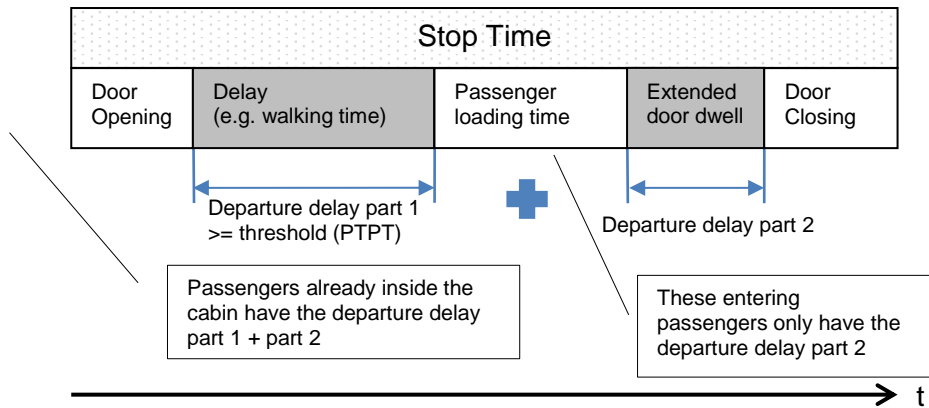 Stop Time
Door
Opening
Delay
(e.g. walking time)
Passenger
loading time
Extended
door dwell
Door
Closing
Departure delay part 1
>= threshold (PTPT)
Departure delay part 2
Passengers already inside the
cabin have the departure delay
part 1 + part 2
These entering
passengers only have the
departure delay part 2
t